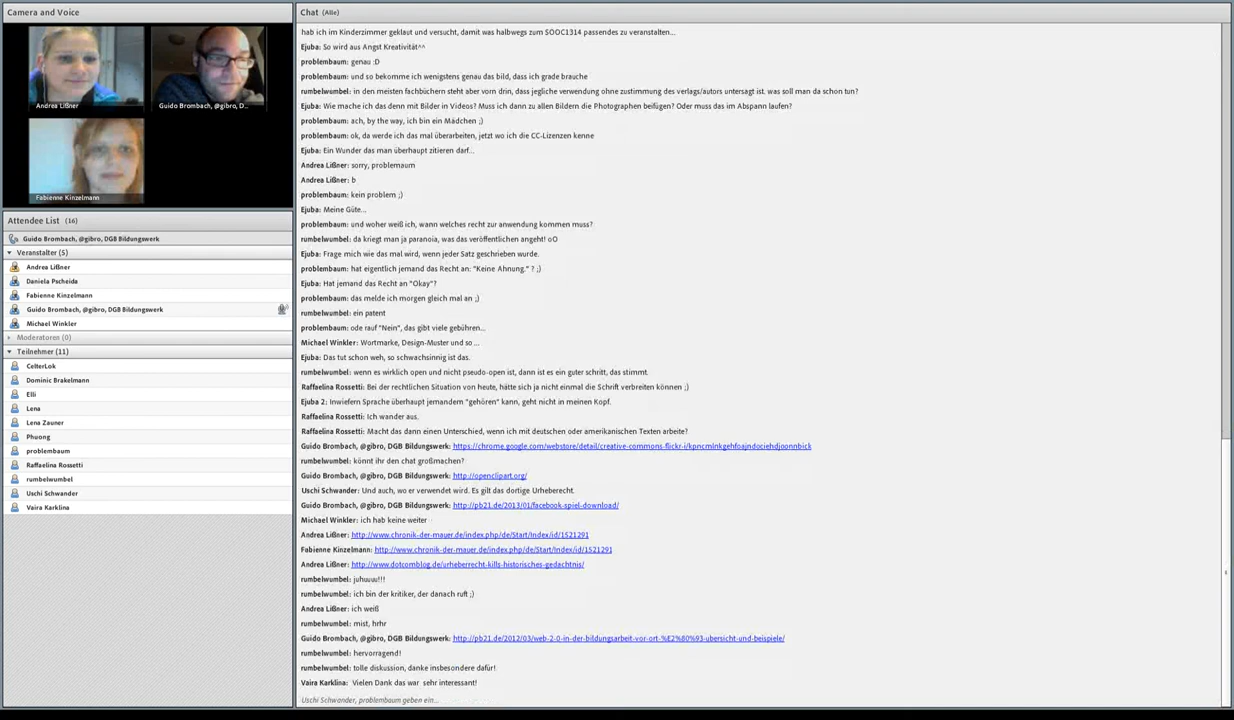 Camera and Voice
Andrea Lißner
Guido Brombach, @gibro, D...
Fabienne Kinzelmann
Attendee List (16)
Guido Brombach, @gibro, DGB Bildungswerk
Veranstalter (5)
Andrea Lißner
Daniela Pscheida
Fabienne Kinzelmann
Guido Brombach, @gibro, DGB Bildungswerk
Michael Winkler
Moderatoren (0)
Teilnehmer (11)
CelterLok
Dominic Brakelmann
Elli
Lena
Lena Zauner
Phuong
problembaum
Raffaelina Rossetti
rumbelwumbel
Uschi Schwander
Vaira Karklina
Chat (Alle)
hab ich im Kinderzimmer geklaut und versucht, damit was halbwegs zum SOOC1314 passendes zu veranstalten...
Ejuba: So wird aus Angst Kreativität^^
problembaum: genau :D
problembaum: und so bekomme ich wenigstens genau das bild, dass ich grade brauche
rumbelwumbel: in den meisten fachbüchern steht aber vorn drin, dass jegliche verwendung ohne zustimmung des verlags/autors untersagt ist. was soll man da schon tun?
Ejuba: Wie mache ich das denn mit Bilder in Videos? Muss ich dann zu allen Bildern die Photographen beifügen? Oder muss das im Abspann laufen?
problembaum: ach, by the way, ich bin ein Mädchen ;)
problembaum: ok, da werde ich das mal überarbeiten, jetzt wo ich die CC-Lizenzen kenne
Ejuba: Ein Wunder das man überhaupt zitieren darf...
Andrea Lißner: sorry, problemaum
Andrea Lißner: b
problembaum: kein problem ;)
Ejuba: Meine Güte...
problembaum: und woher weiß ich, wann welches recht zur anwendung kommen muss?
rumbelwumbel: da kriegt man ja paranoia, was das veröffentlichen angeht! oO
Ejuba: Frage mich wie das mal wird, wenn jeder Satz geschrieben wurde.
problembaum: hat eigentlich jemand das Recht an: "Keine Ahnung." ? ;)
Ejuba: Hat jemand das Recht an "Okay"?
problembaum: das melde ich morgen gleich mal an ;)
rumbelwumbel: ein patent
problembaum: ode rauf "Nein", das gibt viele gebühren...
Michael Winkler: Wortmarke, Design-Muster und so ...
Ejuba: Das tut schon weh, so schwachsinnig ist das.
rumbelwumbel: wenn es wirklich open und nicht pseudo-open ist, dann ist es ein guter schritt, das stimmt.
Raffaelina Rossetti: Bei der rechtlichen Situation von heute, hätte sich ja nicht einmal die Schrift verbreiten können ;)
Ejuba 2: Inwiefern Sprache überhaupt jemandem "gehören" kann, geht nicht in meinen Kopf.
Raffaelina Rossetti: Ich wander aus.
Raffaelina Rossetti: Macht das dann einen Unterschied, wenn ich mit deutschen oder amerikanischen Texten arbeite?
Guido Brombach, @gibro, DGB Bildungswerk: https://chrome.google.com/webstore/detail/creative-commons-flickr-i/kpncmlnkgehfoajndociehdjoonnbick
rumbelwumbel: könnt ihr den chat großmachen?
Guido Brombach, @gibro, DGB Bildungswerk: http://openclipart.org/
Uschi Schwander: Und auch, wo er verwendet wird. Es gilt das dortige Urheberecht.
Guido Brombach, @gibro, DGB Bildungswerk: http://pb21.de/2013/01/facebook-spiel-download/
Michael Winkler: ich hab keine weiter
Andrea Lißner: http://www.chronik-der-mauer.de/index.php/de/Start/Index/id/1521291
Fabienne Kinzelmann: http://www.chronik-der-mauer.de/index.php/de/Start/Index/id/1521291
Andrea Lißner: http://www.dotcomblog.de/urheberrecht-kills-historisches-gedachtnis/
rumbelwumbel: juhuuuu!!!
rumbelwumbel: ich bin der kritiker, der danach ruft ;)
Andrea Lißner: ich weiß
rumbelwumbel: mist, hrhr
Guido Brombach, @gibro, DGB Bildungswerk: http://pb21.de/2012/03/web-2-0-in-der-bildungsarbeit-vor-ort-%E2%80%93-ubersicht-und-beispiele/
rumbelwumbel: hervorragend!
rumbelwumbel: tolle diskussion, danke insbesondere dafür!
Vaira Karklina: Vielen Dank das war sehr interessant!
Uschi Schwander, problembaum geben ein...